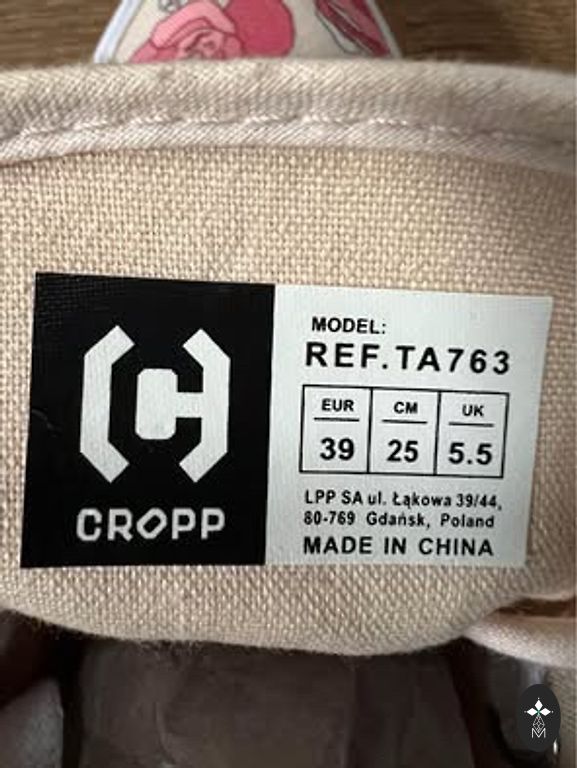 MODEL:
REF.TA763
EUR CM UK
39 25 5.5
LPP SA ul. Łąkowa 39/44,
80-769 Gdańsk, Poland
MADE IN CHINA
CROPP
M